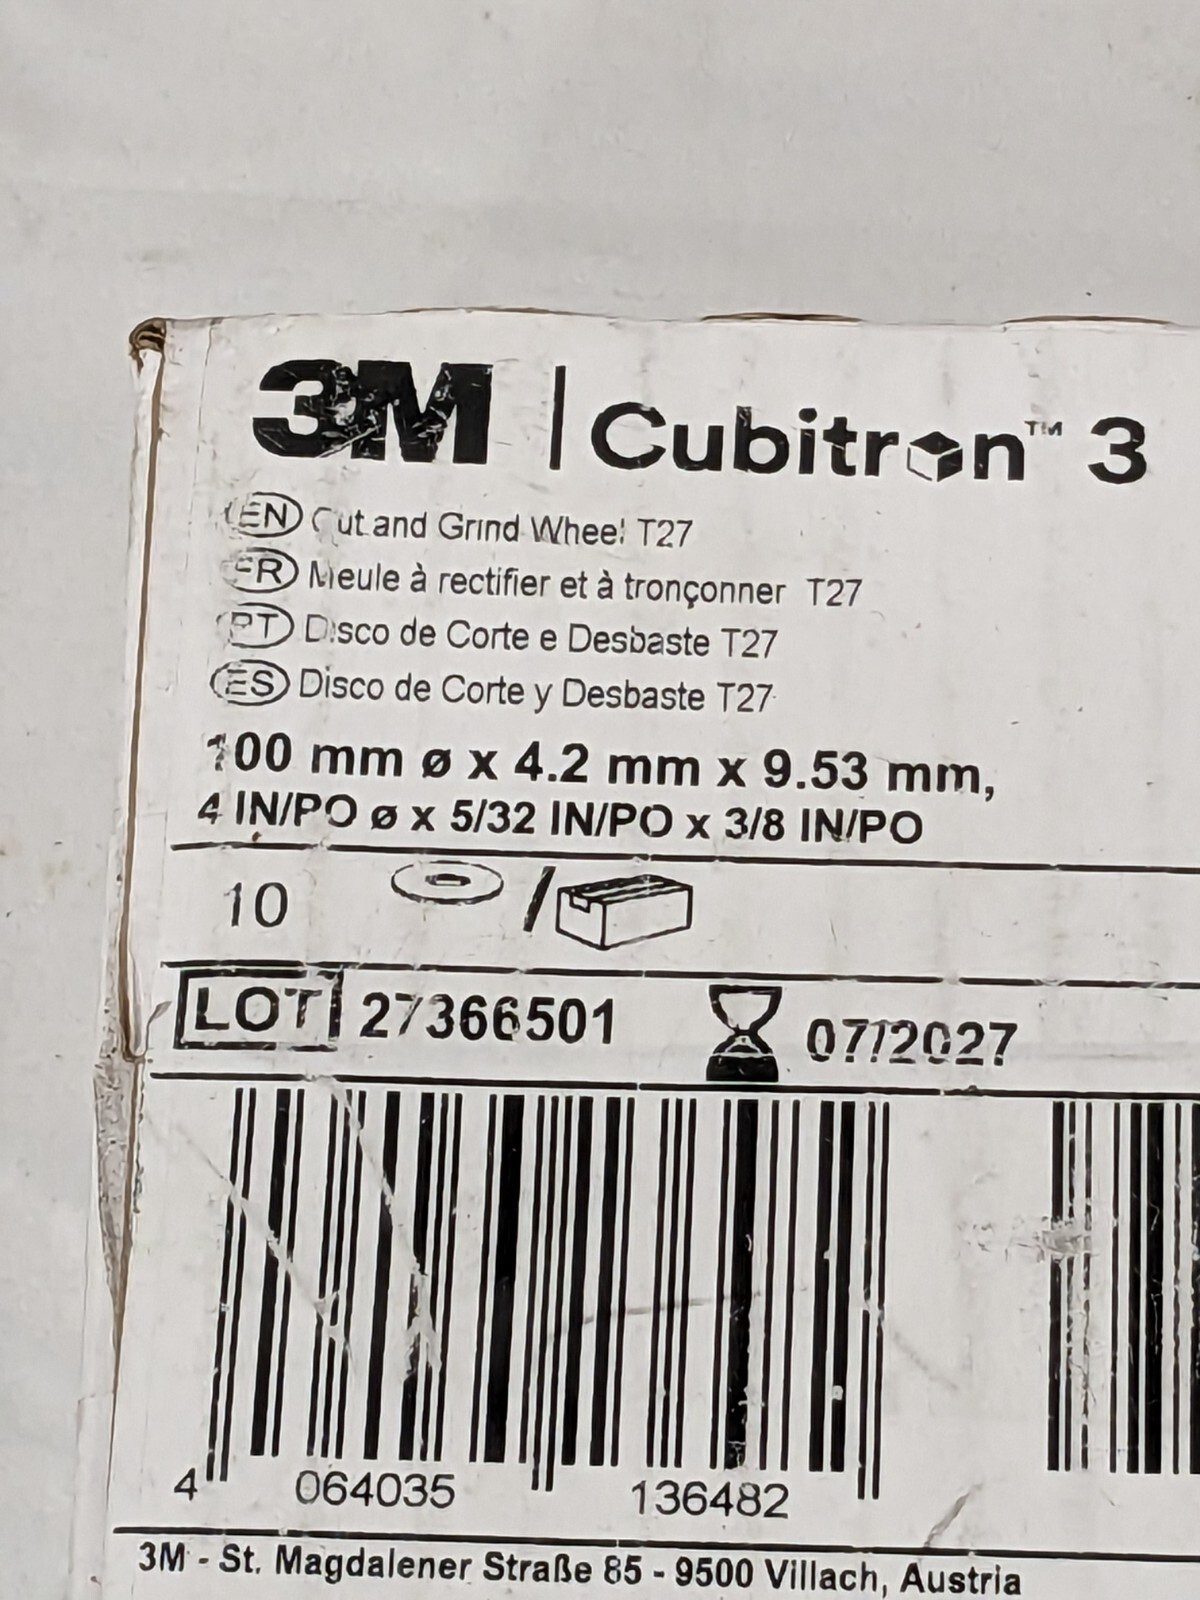 3M | Cubitron™ 3
EN Cut and Grind Wheel T27
FR Meule à rectifier et à tronçonner T27
PT Disco de Corte e Desbaste T27
ES Disco de Corte y Desbaste T27
100 mm ø x 4.2 mm x 9.53 mm,
4 IN/PO ø x 5/32 IN/PO x 3/8 IN/PO
10 /
LOT 27366501 07/2027
4 064035 136482
3M - St. Magdalener Straße 85 - 9500 Villach, Austria